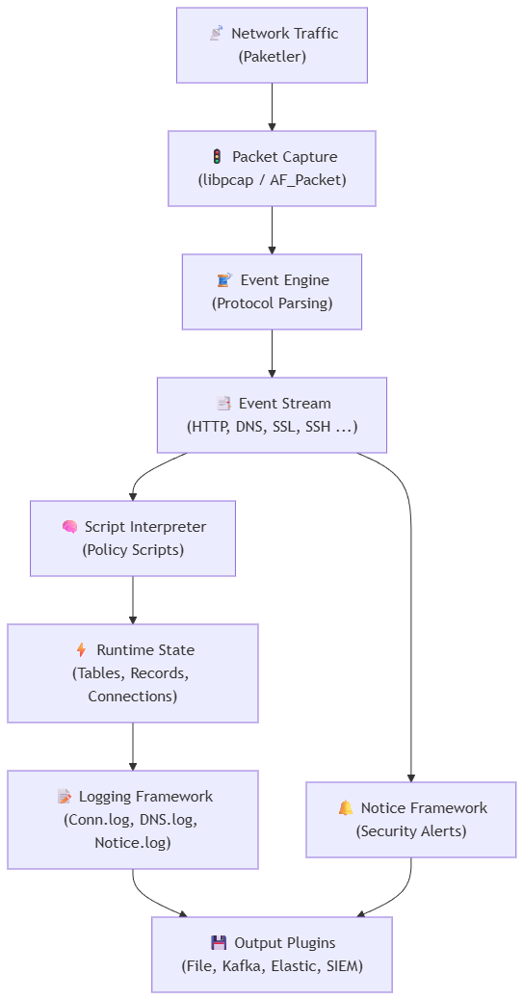 📡 Network Traffic
(Paketler)
🚦 Packet Capture
(libpcap / AF_Packet)
🧵 Event Engine
(Protocol Parsing)
📑 Event Stream
(HTTP, DNS, SSL, SSH ...)
🧠 Script Interpreter
(Policy Scripts)
⚡ Runtime State
(Tables, Records,
Connections)
📝 Logging Framework
(Conn.log, DNS.log,
Notice.log)
🔔 Notice Framework
(Security Alerts)
💾 Output Plugins
(File, Kafka, Elastic, SIEM)